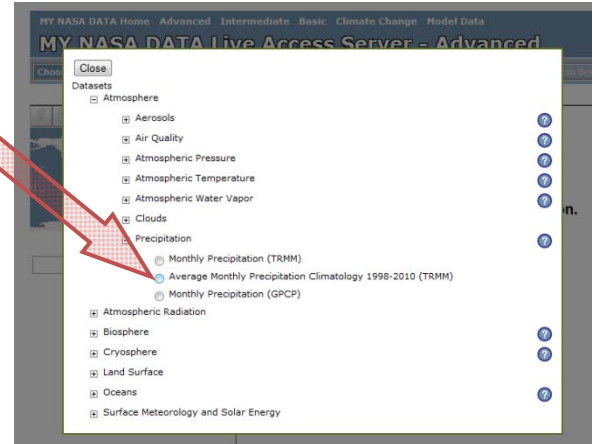 MY NASA DATA Home Advanced Intermediate Basic Climate Change Model Data
MY NASA DATA Live Access Server - Advanced
Close
Datasets
Atmosphere
Aerosols
Air Quality
Atmospheric Pressure
Atmospheric Temperature
Atmospheric Water Vapor
Clouds
Precipitation
Monthly Precipitation (TRMM)
Average Monthly Precipitation Climatology 1998-2010 (TRMM)
Monthly Precipitation (GPCP)
Atmospheric Radiation
Biosphere
Cryosphere
Land Surface
Oceans
Surface Meteorology and Solar Energy